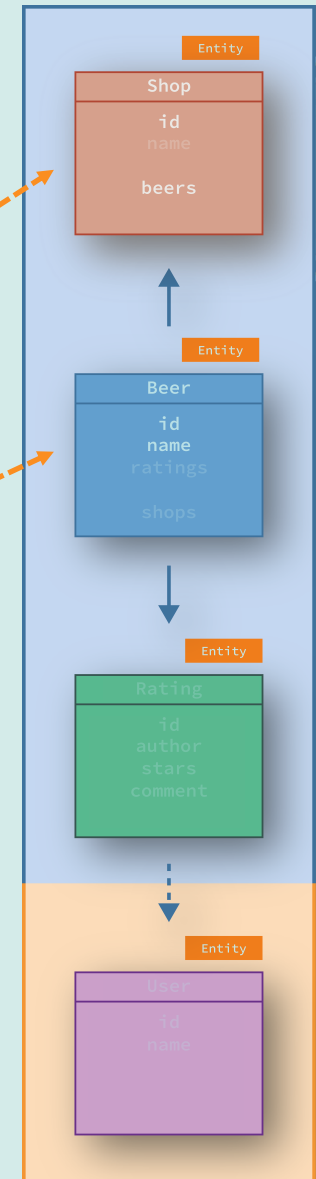 Entity
Shop
id
name
beers
Entity
Beer
id
name
ratings
shops
Entity
Rating
id
author
stars
comment
Entity
User
id
name